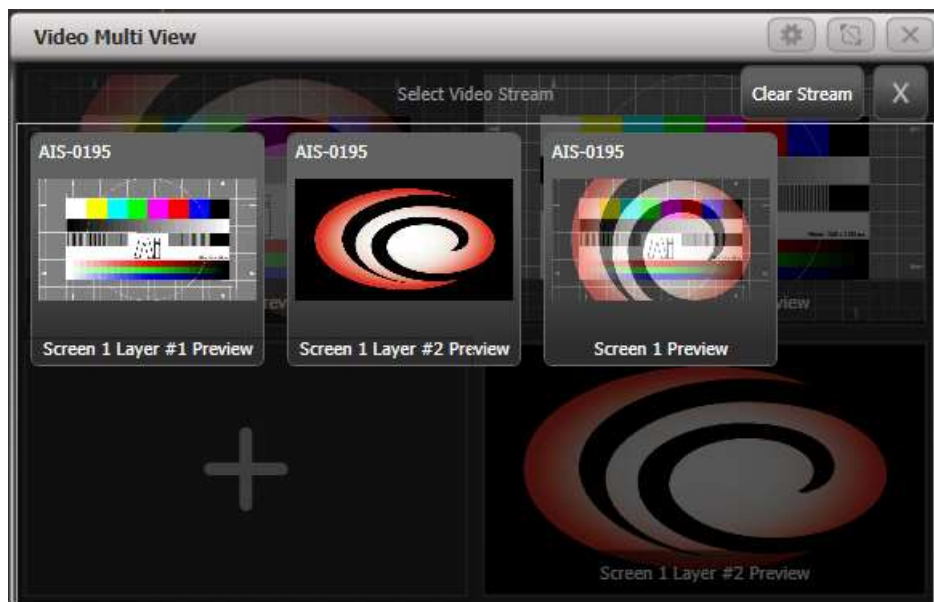 Video Multi View
Select Video Stream
Clear Stream
X
AIS-0195
AIS-0195
AIS-0195
Screen 1 Layer #1 Preview
Screen 1 Layer #2 Preview
Screen 1 Preview
Screen 1 Layer #2 Preview